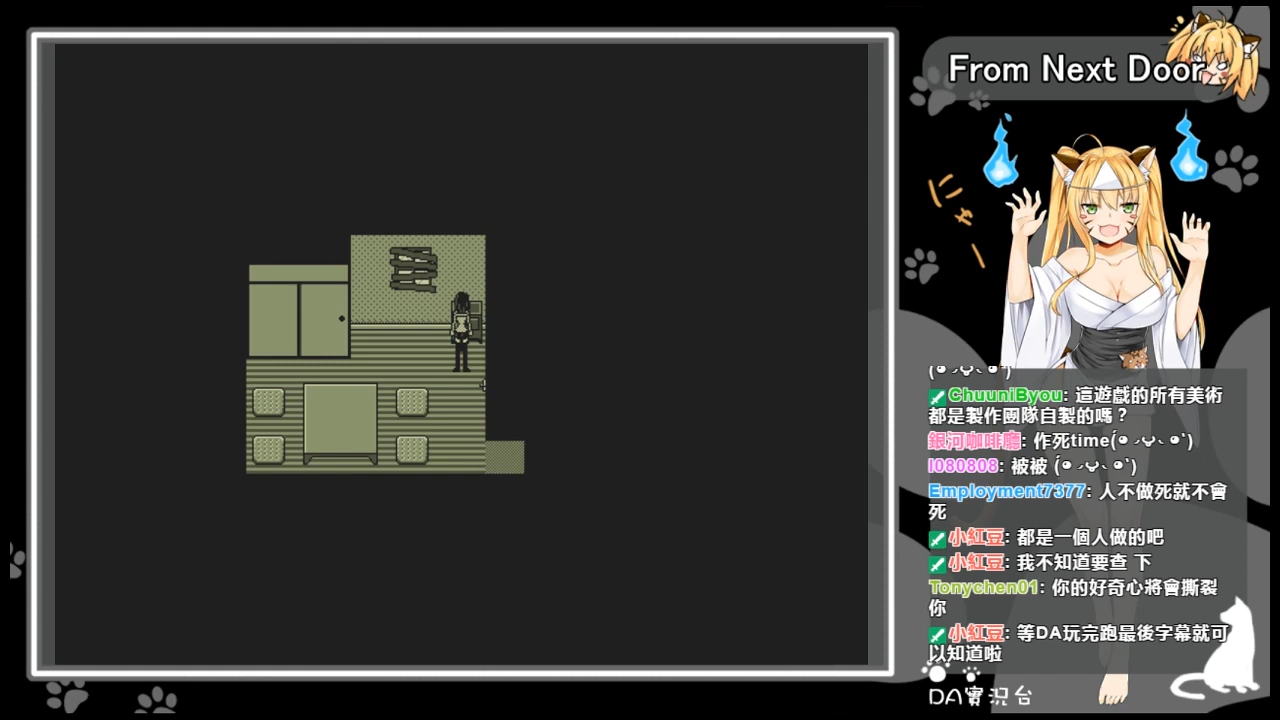 From Next Door
にゃー
ChuuniByou: 這遊戲的所有美術
都是製作團隊自製的嗎？
銀河咖啡廳: 作死time(
I080808: 被被 (
Employment7377: 人不做死就不會
死
小紅豆: 都是一個人做的吧
小紅豆: 我不知道要查 下
Tonychen01: 你的好奇心將會撕裂
你
小紅豆: 等DA玩完跑最後字幕就可
以知道啦
DA實況台